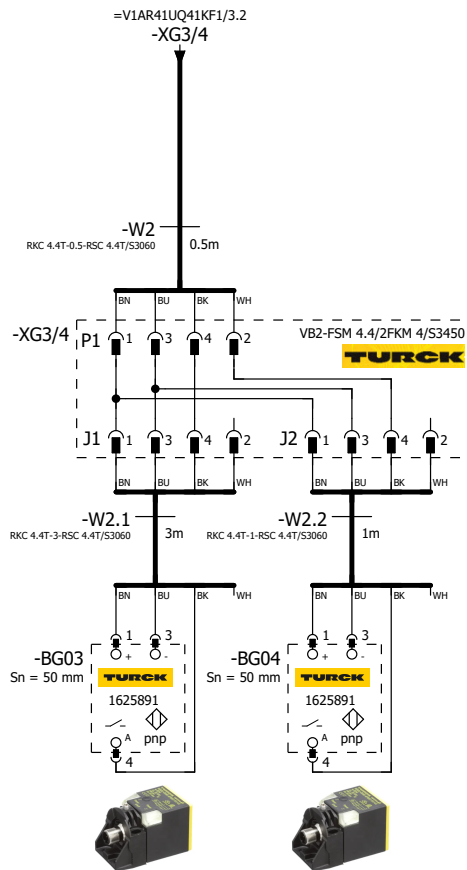 =V1AR41UQ41KF1/3.2
-XG3/4
-W2
RKC 4.4T-0.5-RSC 4.4T/S3060
0.5m
BN BU BK WH
-XG3/4
P1 1 3 4 2
VB2-FSM 4.4/2FKM 4/S3450
TURCK
J1 1 3 4 2
J2 1 3 4 2
BN BU BK WH
BN BU BK WH
-W2.1
RKC 4.4T-3-RSC 4.4T/S3060
3m
-W2.2
RKC 4.4T-1-RSC 4.4T/S3060
1m
BN BU BK WH
BN BU BK WH
1 3
1 3
-BG03
Sn = 50 mm
+ -
TURCK
1625891
A
pnp
4
-BG04
Sn = 50 mm
+ -
TURCK
1625891
A
pnp
4